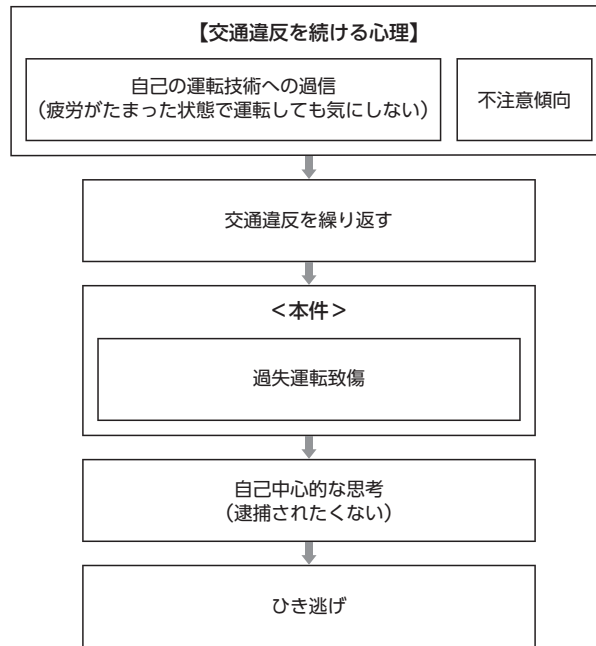 【交通違反を続ける心理】
自己の運転技術への過信
（疲労がたまった状態で運転しても気にしない）
不注意傾向
交通違反を繰り返す
＜本件＞
過失運転致傷
自己中心的な思考
（逮捕されたくない）
ひき逃げ